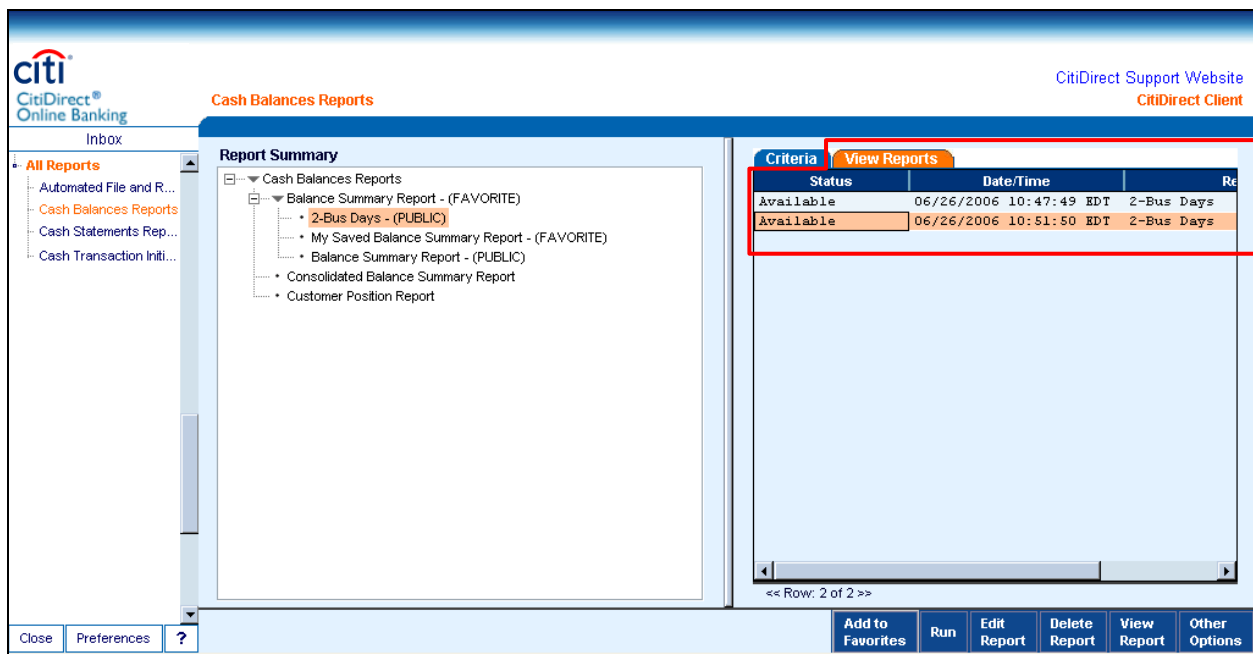 citi
CitiDirect®
Online Banking
Cash Balances Reports
CitiDirect Support Website
CitiDirect Client
Inbox
All Reports
Automated File and R...
Cash Balances Reports
Cash Statements Rep...
Cash Transaction Initi...
Report Summary
Cash Balances Reports
Balance Summary Report - (FAVORITE)
2-Bus Days - (PUBLIC)
My Saved Balance Summary Report - (FAVORITE)
Balance Summary Report - (PUBLIC)
Consolidated Balance Summary Report
Customer Position Report
Criteria View Reports
Status Date/Time Re
Available 06/26/2006 10:47:49 EDT 2-Bus Days
Available 06/26/2006 10:51:50 EDT 2-Bus Days
<< Row: 2 of 2 >>
Close Preferences ?
Add to Favorites Run Edit Report Delete Report View Report Other Options